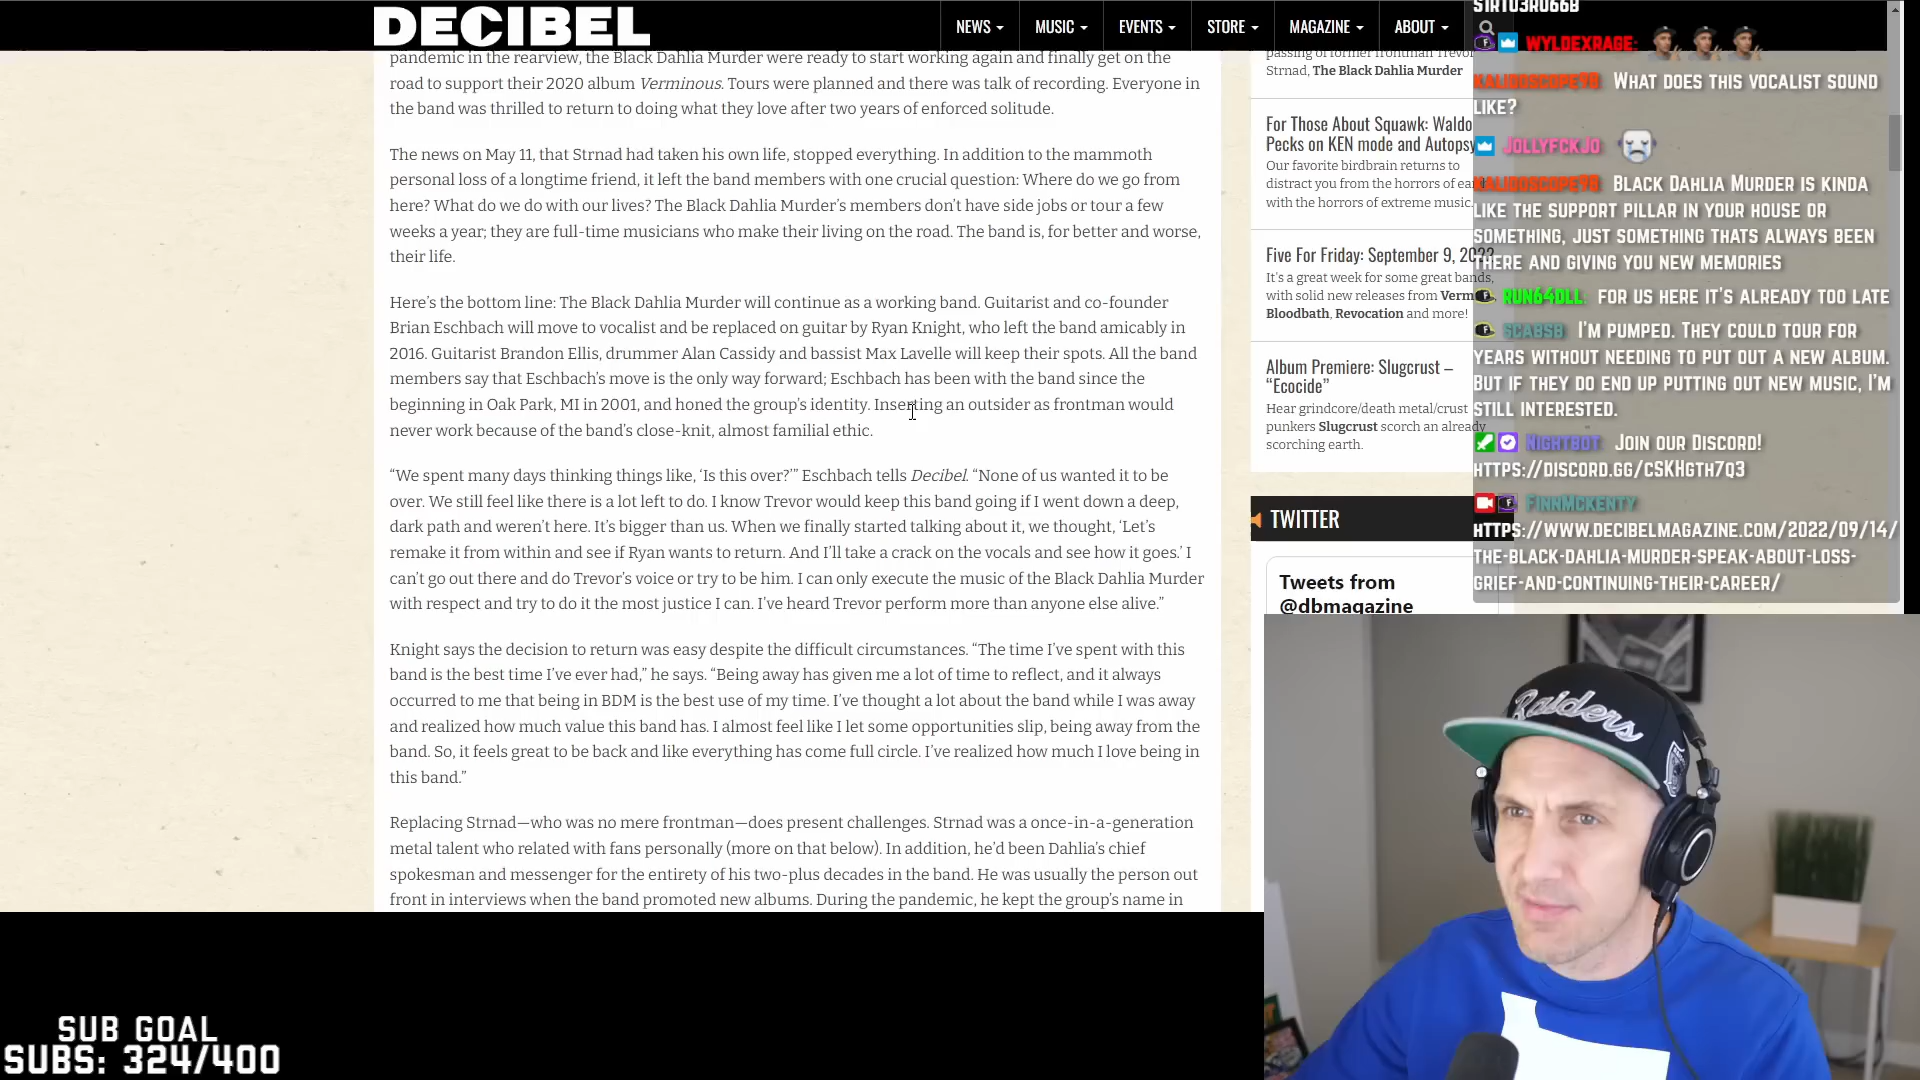 DECIBEL
NEWS
MUSIC
EVENTS
STORE
MAGAZINE
ABOUT
pandemic in the rearview, the Black Dahlia Murder were ready to start working again and finally get on the
road to support their 2020 album Verminous. Tours were planned and there was talk of recording. Everyone in
the band was thrilled to return to doing what they love after two years of enforced solitude.
The news on May 11, that Strnad had taken his own life, stopped everything. In addition to the mammoth
personal loss of a longtime friend, it left the band members with one crucial question: Where do we go from
here? What do we do with our lives? The Black Dahlia Murder's members don't have side jobs or tour a few
weeks a year; they are full-time musicians who make their living on the road. The band is, for better and worse,
their life.
Here's the bottom line: The Black Dahlia Murder will continue as a working band. Guitarist and co-founder
Brian Eschbach will move to vocalist and be replaced on guitar by Ryan Knight, who left the band amicably in
2016. Guitarist Brandon Ellis, drummer Alan Cassidy and bassist Max Lavelle will keep their spots. All the band
members say that Eschbach's move is the only way forward; Eschbach has been with the band since the
beginning in Oak Park, MI in 2001, and honed the group's identity. Inserting an outsider as frontman would
never work because of the band's close-knit, almost familial ethic.
“We spent many days thinking things like, ‘Is this over?’” Eschbach tells Decibel. “None of us wanted it to be
over. We still feel like there is a lot left to do. I know Trevor would keep this band going if I went down a deep,
dark path and weren't here. It's bigger than us. When we finally started talking about it, we thought, ‘Let's
remake it from within and see if Ryan wants to return. And I'll take a crack on the vocals and see how it goes.’ I
can't go out there and do Trevor's voice or try to be him. I can only execute the music of the Black Dahlia Murder
with respect and try to do it the most justice I can. I've heard Trevor perform more than anyone else alive.”
Knight says the decision to return was easy despite the difficult circumstances. “The time I've spent with this
band is the best time I've ever had,” he says. “Being away has given me a lot of time to reflect, and it always
occurred to me that being in BDM is the best use of my time. I've thought a lot about the band while I was away
and realized how much value this band has. I almost feel like I let some opportunities slip, being away from the
band. So, it feels great to be back and like everything has come full circle. I've realized how much I love being in
this band.”
Replacing Strnad—who was no mere frontman—does present challenges. Strnad was a once-in-a-generation
metal talent who related with fans personally (more on that below). In addition, he'd been Dahlia's chief
spokesman and messenger for the entirety of his two-plus decades in the band. He was usually the person out
front in interviews when the band promoted new albums. During the pandemic, he kept the group's name in
passing of former frontman Trevor
Strnad, The Black Dahlia Murder
For Those About Squawk: Waldo
Pecks on KEN mode and Autopsy
Our favorite birdbrain returns to
distract you from the horrors of
with the horrors of extreme music.
Five For Friday: September 9, 2022
It's a great week for some great bands,
with solid new releases from
Bloodbath, Revocation and more!
Album Premiere: Slugcrust –
“Ecocide”
Hear grindcore/death metal/crust
punkers Slugcrust scorch an already
scorching earth.
TWITTER
Tweets from
@dbmagazine
WYLDEXRAGE:
KALIDOSCOPE98: WHAT DOES THIS VOCALIST SOUND
LIKE?
JOLLYFCKJO
KALIDOSCOPE98: BLACK DAHLIA MURDER IS KINDA
LIKE THE SUPPORT PILLAR IN YOUR HOUSE OR
SOMETHING, JUST SOMETHING THATS ALWAYS BEEN
THERE AND GIVING YOU NEW MEMORIES
RUN64DLL: FOR US HERE IT'S ALREADY TOO LATE
SCABSB: I'M PUMPED. THEY COULD TOUR FOR
YEARS WITHOUT NEEDING TO PUT OUT A NEW ALBUM.
BUT IF THEY DO END UP PUTTING OUT NEW MUSIC, I'M
STILL INTERESTED.
NIGHTBOT: JOIN OUR DISCORD!
HTTPS://DISCORD.GG/CSKHGTH7Q3
FINNMCKENTY
HTTPS://WWW.DECIBELMAGAZINE.COM/2022/09/14/
THE-BLACK-DAHLIA-MURDER-SPEAK-ABOUT-LOSS-
GRIEF-AND-CONTINUING-THEIR-CAREER/
Raiders
SUB GOAL
SUBS: 324/400